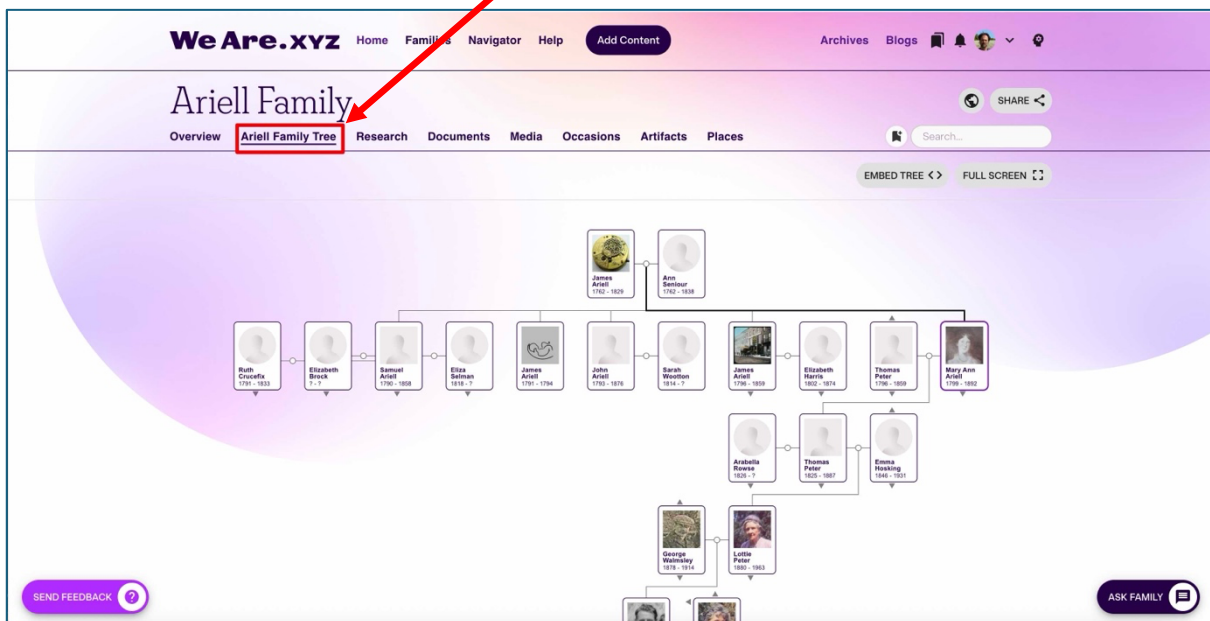 We Are.xyz Home Families Navigator Help Add Content Archives Blogs
Ariell Family
SHARE
Overview Ariell Family Tree Research Documents Media Occasions Artifacts Places Search...
EMBED TREE <> FULL SCREEN
James
Ariell
1762 - 1829
Ann
Seniour
1762 - 1838
Ruth
Crucefix
1791 - 1833
Elizabeth
Brock
? - ?
Samuel
Ariell
1790 - 1858
Eliza
Selman
1818 - ?
James
Ariell
1791 - 1794
John
Ariell
1793 - 1876
Sarah
Wootton
1814 - ?
James
Ariell
1796 - 1859
Elizabeth
Harris
1802 - 1874
Thomas
Peter
1796 - 1859
Mary Ann
Ariell
1799 - 1892
Arabella
Rowse
1826 - ?
Thomas
Peter
1825 - 1887
Emma
Hosking
1846 - 1931
George
Walmsley
1878 - 1914
Lottie
Peter
1880 - 1963
SEND FEEDBACK ?
ASK FAMILY